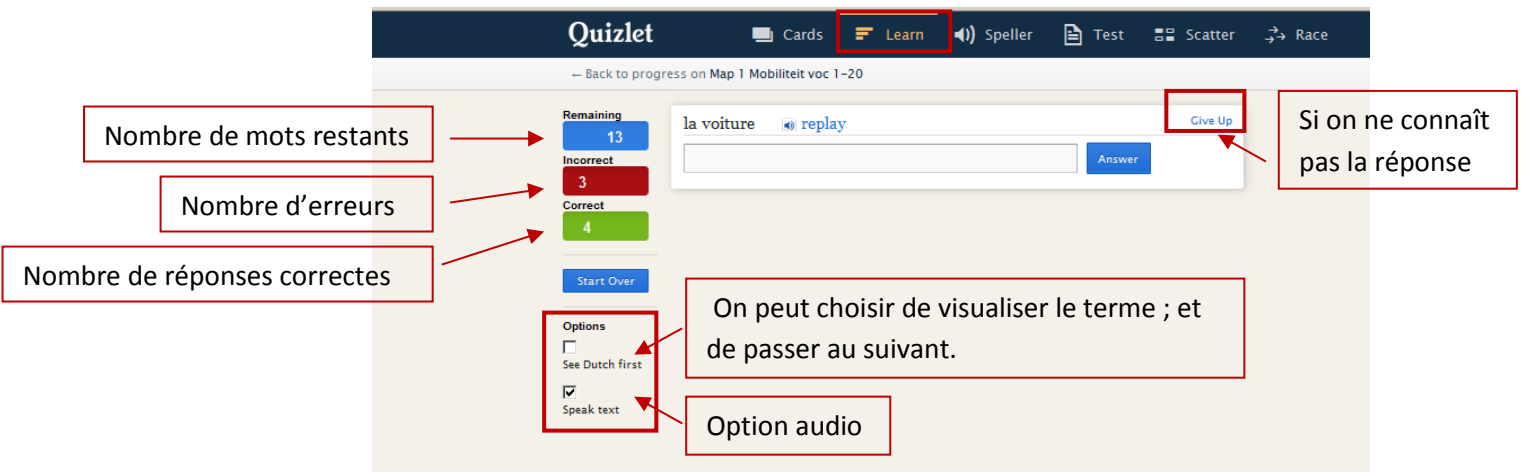 Quizlet
Cards
Learn
Speller
Test
Scatter
Race
← Back to progress on Map 1 Mobiliteit voc 1-20
Nombre de mots restants
Nombre d’erreurs
Nombre de réponses correctes
Remaining
13
Incorrect
3
Correct
4
Start Over
Options
See Dutch first
Speak text
la voiture replay
Give Up
Answer
Si on ne connaît
pas la réponse
On peut choisir de visualiser le terme ; et
de passer au suivant.
Option audio